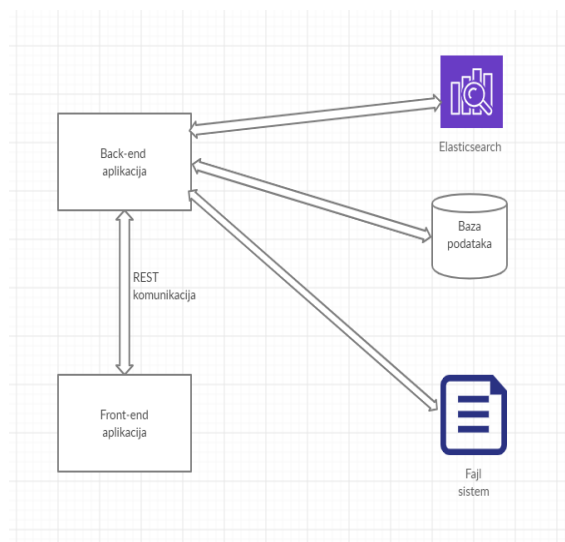 Back-end
aplikacija
Elasticsearch
Baza
podataka
REST
komunikacija
Front-end
aplikacija
Fajl
sistem